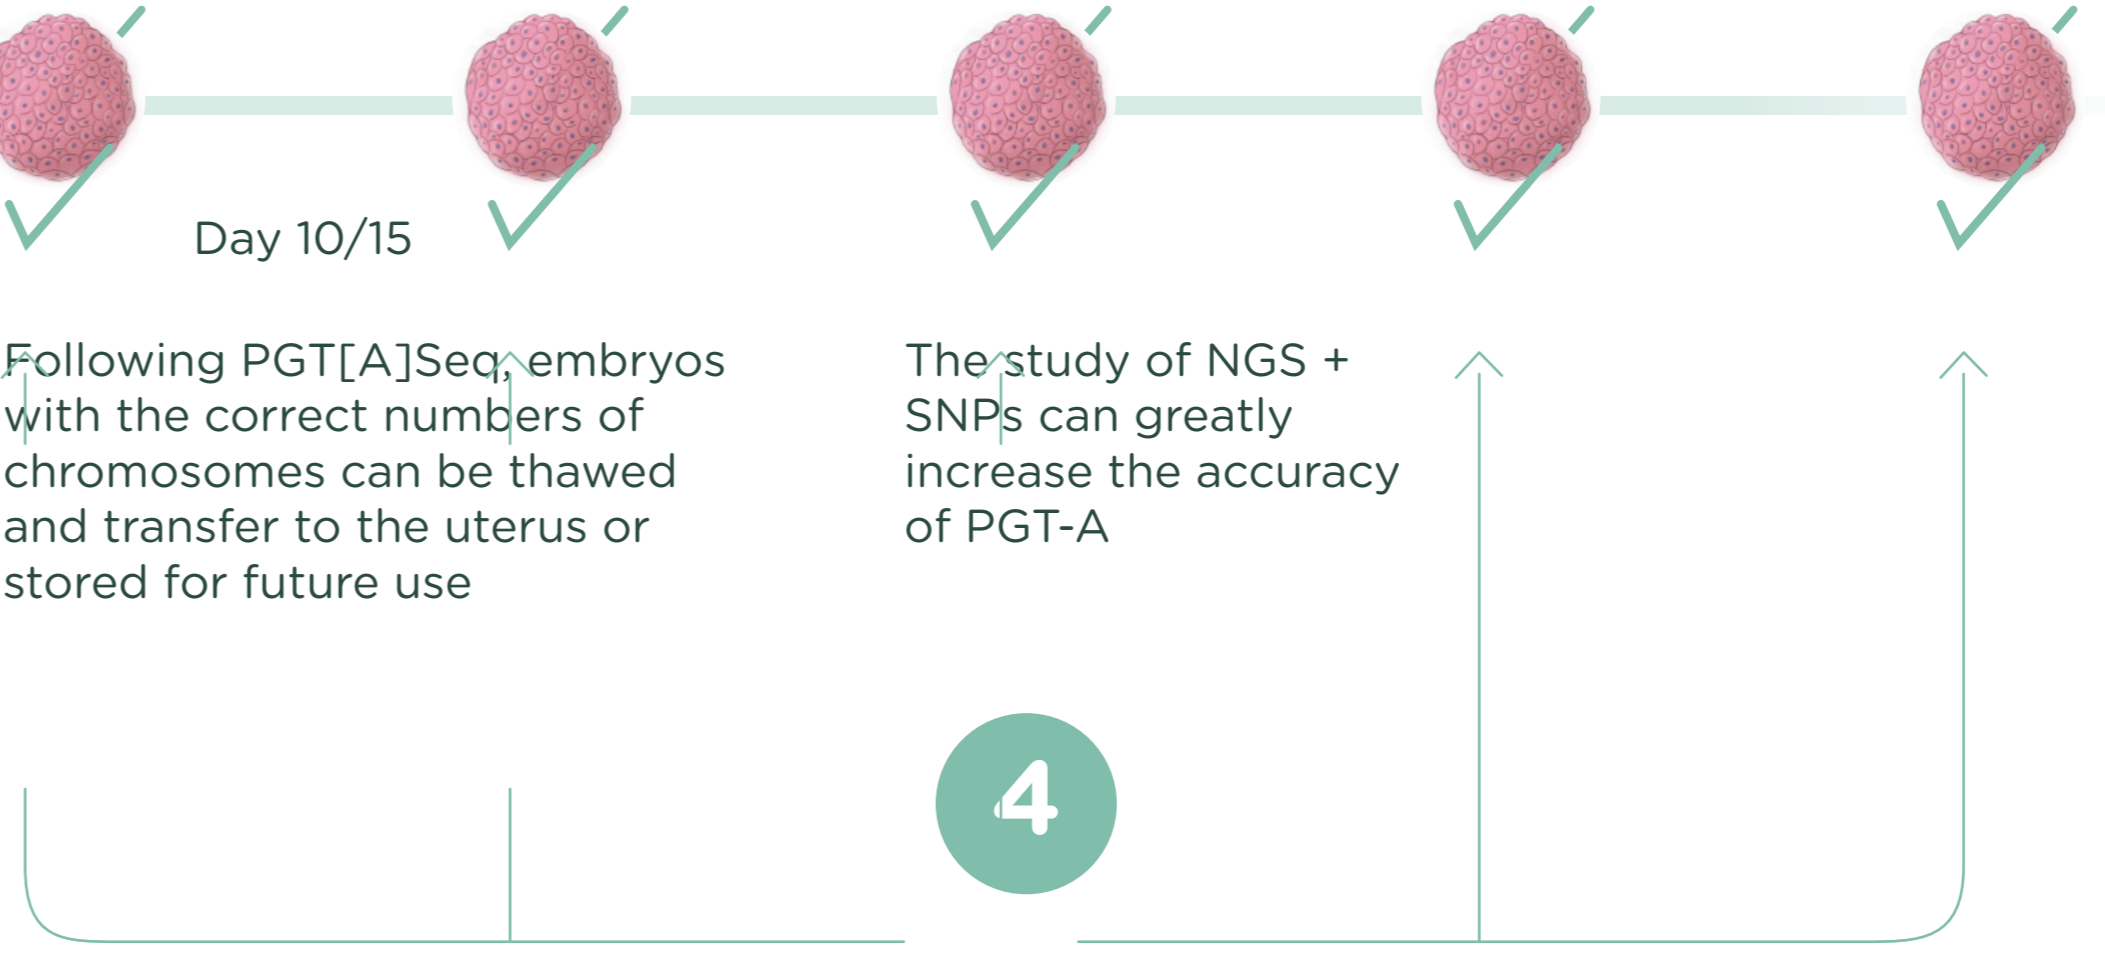 Day 10/15
Following PGT[A]Seq, embryos
with the correct numbers of
chromosomes can be thawed
and transfer to the uterus or
stored for future use
The study of NGS +
SNPs can greatly
increase the accuracy
of PGT-A
4